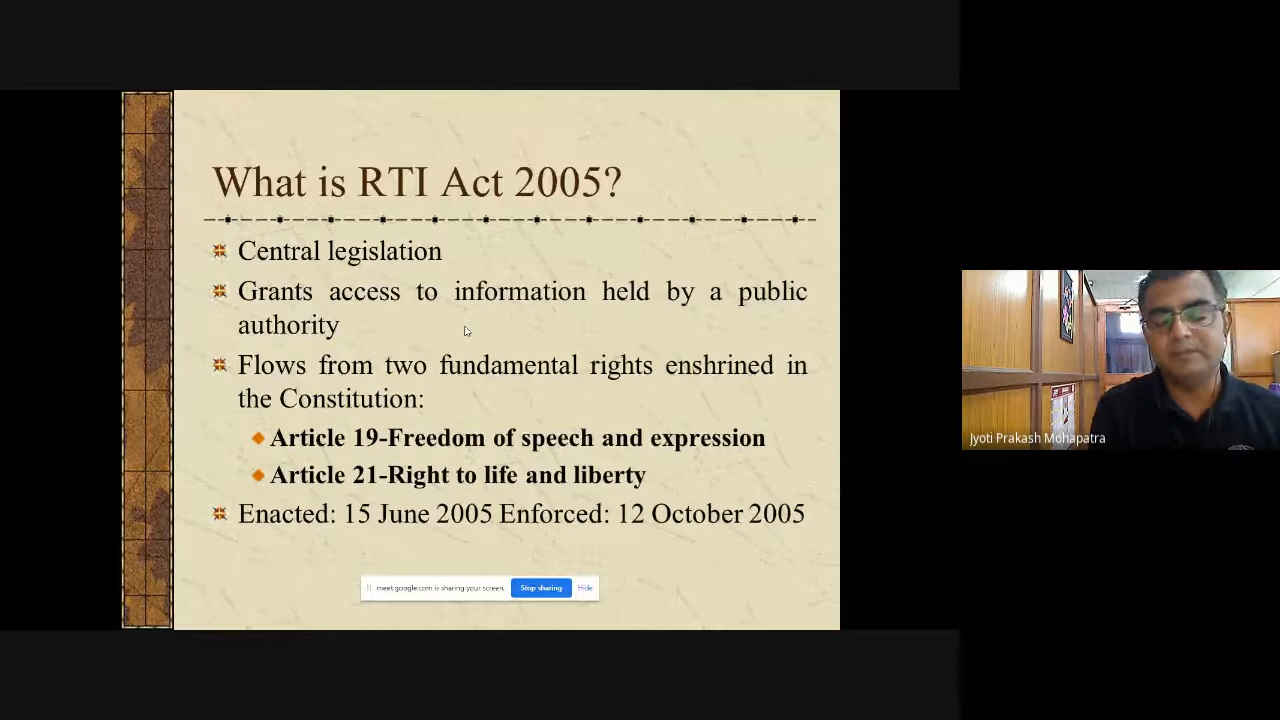 What is RTI Act 2005?
Central legislation
Grants access to information held by a public
authority
Flows from two fundamental rights enshrined in
the Constitution:
Article 19-Freedom of speech and expression
Article 21-Right to life and liberty
Enacted: 15 June 2005 Enforced: 12 October 2005
meet.google.com is sharing your screen.
Stop sharing
Hide
Jyoti Prakash Mohapatra